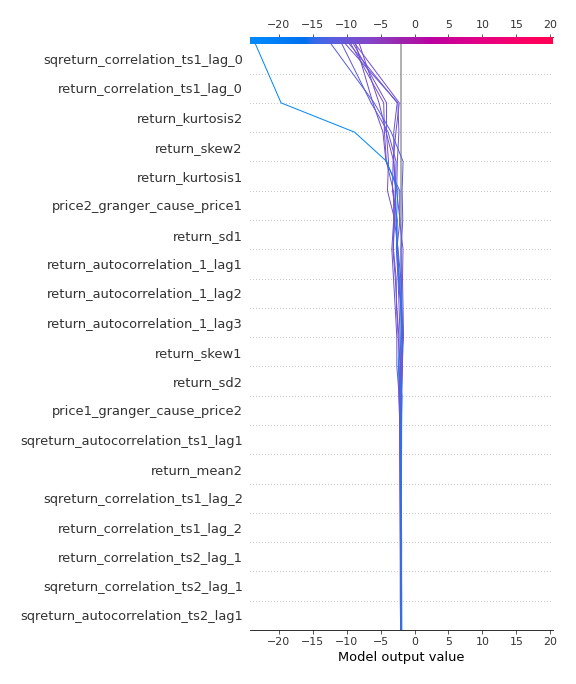 −20 −15 −10 −5 0 5 10 15 20
sqreturn_correlation_ts1_lag_0
return_correlation_ts1_lag_0
return_kurtosis2
return_skew2
return_kurtosis1
price2_granger_cause_price1
return_sd1
return_autocorrelation_1_lag1
return_autocorrelation_1_lag2
return_autocorrelation_1_lag3
return_skew1
return_sd2
price1_granger_cause_price2
sqreturn_autocorrelation_ts1_lag1
return_mean2
sqreturn_correlation_ts1_lag_2
return_correlation_ts1_lag_2
return_correlation_ts2_lag_1
sqreturn_correlation_ts2_lag_1
sqreturn_autocorrelation_ts2_lag1
−20 −15 −10 −5 0 5 10 15 20
Model output value